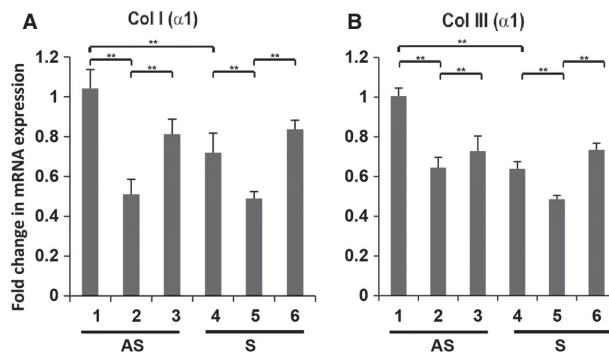 A
Col I (α1)
Fold change in mRNA expression
1.2
1
0.8
0.6
0.4
0.2
0
**
**
**
**
**
1 2 3 4 5 6
AS S
B
Col III (α1)
1.2
1
0.8
0.6
0.4
0.2
0
**
**
**
**
**
1 2 3 4 5 6
AS S